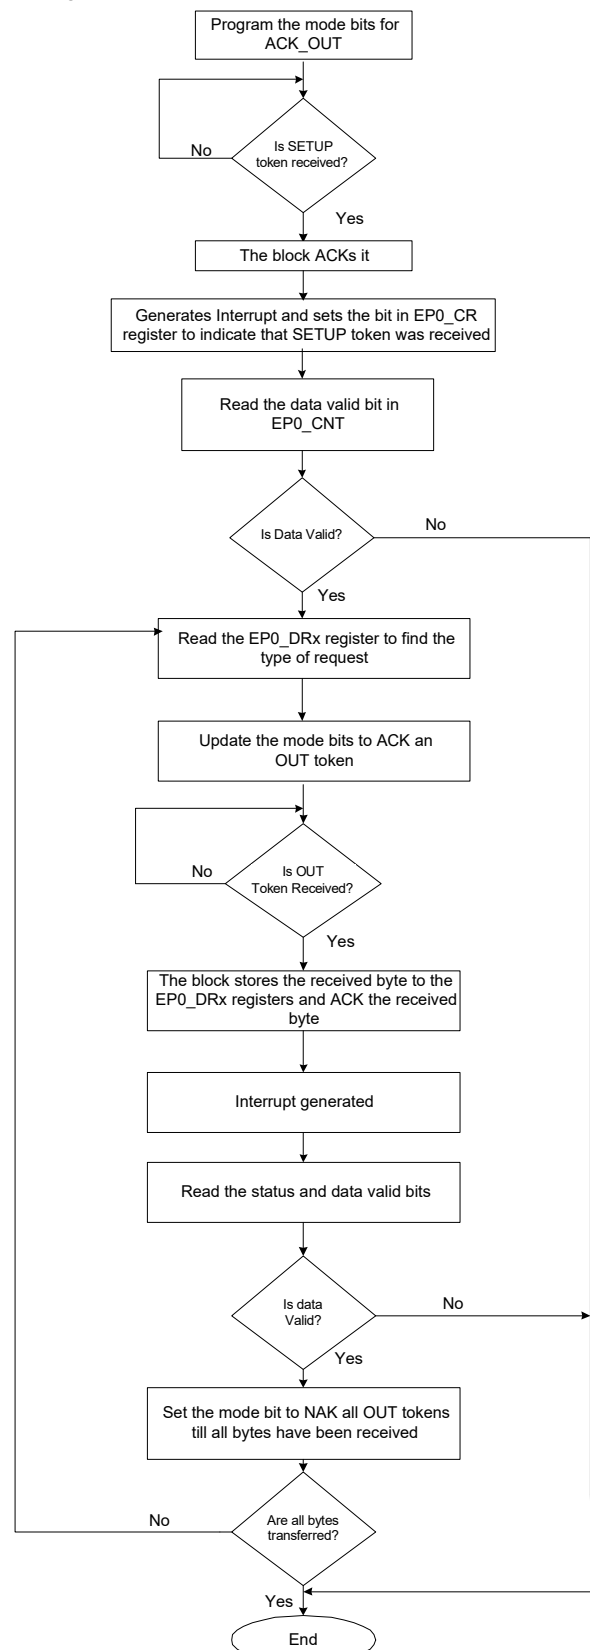 Program the mode bits for
ACK_OUT
Is SETUP
token received?
No
Yes
The block ACKs it
Generates Interrupt and sets the bit in EP0_CR
register to indicate that SETUP token was received
Read the data valid bit in
EP0_CNT
Is Data Valid?
No
Yes
Read the EP0_DRx register to find the
type of request
Update the mode bits to ACK an
OUT token
Is OUT
Token Received?
No
Yes
The block stores the received byte to the
EP0_DRx registers and ACK the received
byte
Interrupt generated
Read the status and data valid bits
Is data
Valid?
No
Yes
Set the mode bit to NAK all OUT tokens
till all bytes have been received
Are all bytes
transferred?
No
Yes
End